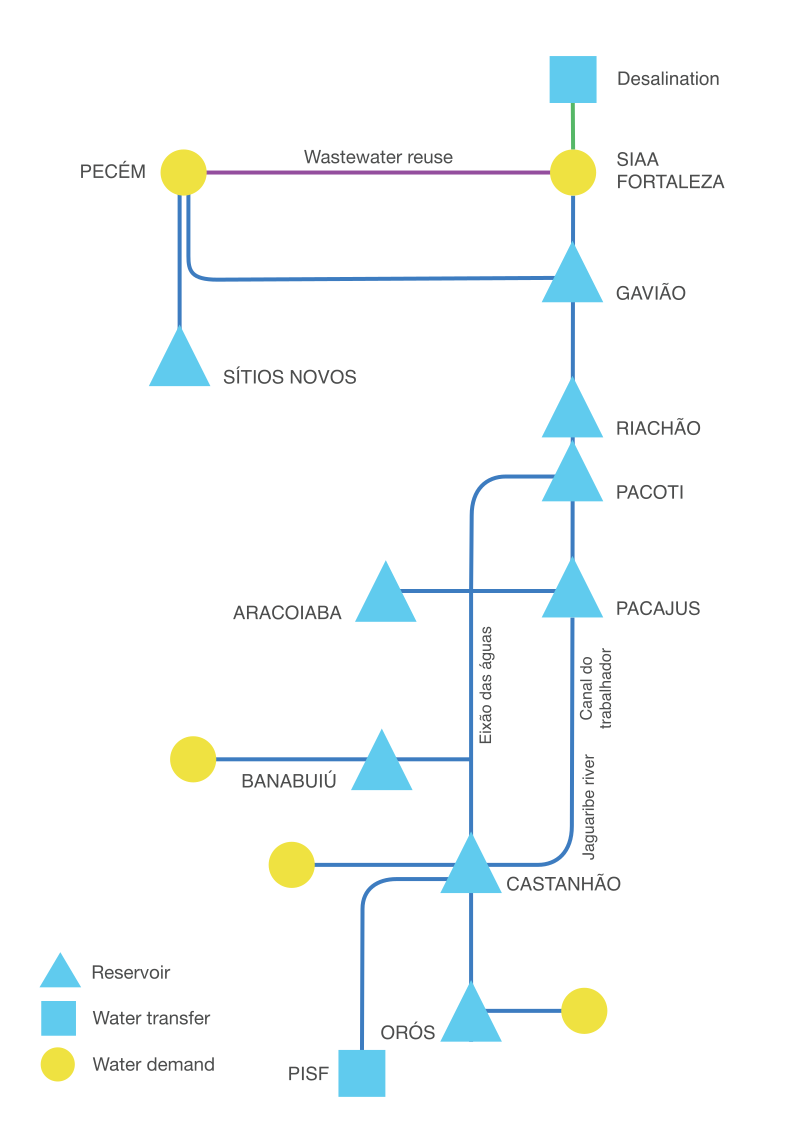 Desalination
Wastewater reuse
PECÉM
SIAA
FORTALEZA
GAVIÃO
SÍTIOS NOVOS
RIACHÃO
PACOTI
ARACOIABA
PACAJUS
Eixão das águas
Canal do
trabalhador
Jaguaribe river
BANABUIÚ
CASTANHÃO
Reservoir
Water transfer
Water demand
ORÓS
PISF